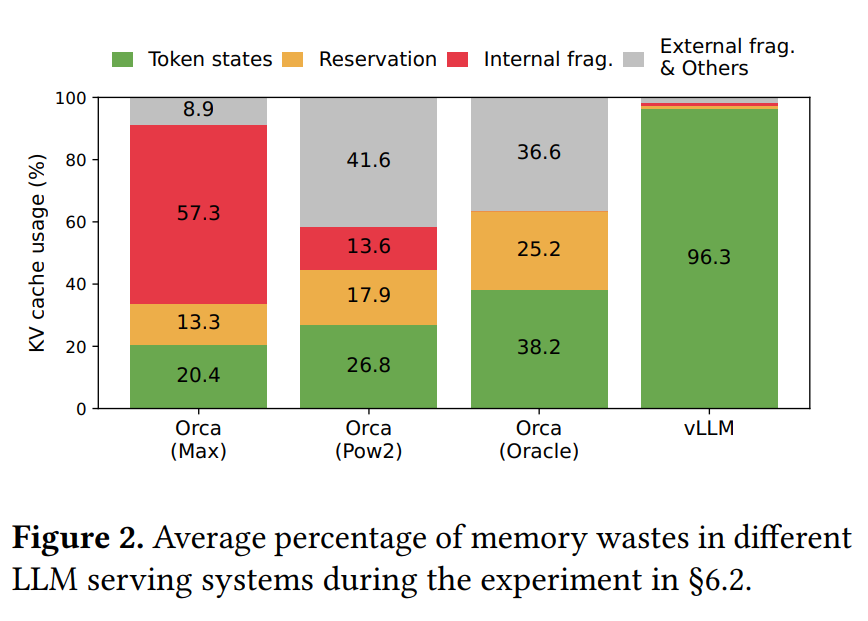 Token states
Reservation
Internal frag.
External frag.
& Others
KV cache usage (%)
100
80
60
40
20
0
8.9
57.3
13.3
20.4
41.6
13.6
17.9
26.8
36.6
25.2
38.2
96.3
Orca
(Max)
Orca
(Pow2)
Orca
(Oracle)
vLLM
Figure 2. Average percentage of memory wastes in different
LLM serving systems during the experiment in §6.2.